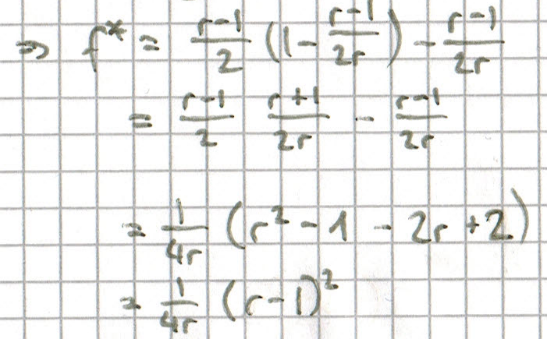 ⇒ f* = (r-1)/2 (1 - (r-1)/(2r)) - (r-1)/(2r)
= (r-1)/2 (r+1)/(2r) - (r-1)/(2r)
= 1/(4r) (r² - 1 - 2r + 2)
= 1/(4r) (r-1)²